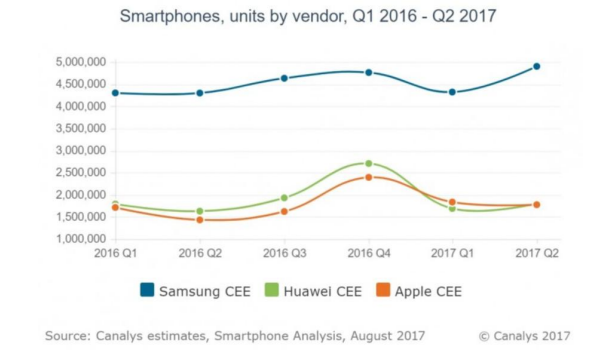 Smartphones, units by vendor, Q1 2016 - Q2 2017
5,000,000
4,500,000
4,000,000
3,500,000
3,000,000
2,500,000
2,000,000
1,500,000
1,000,000
2016 Q1 2016 Q2 2016 Q3 2016 Q4 2017 Q1 2017 Q2
Samsung CEE Huawei CEE Apple CEE
Source: Canalys estimates, Smartphone Analysis, August 2017 © Canalys 2017